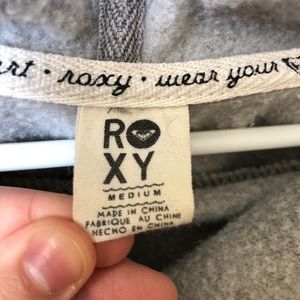 rt • roxy • wear your
ROXY
MEDIUM
MADE IN CHINA
FABRIQUE AU CHINE
HECHO EN CHINA